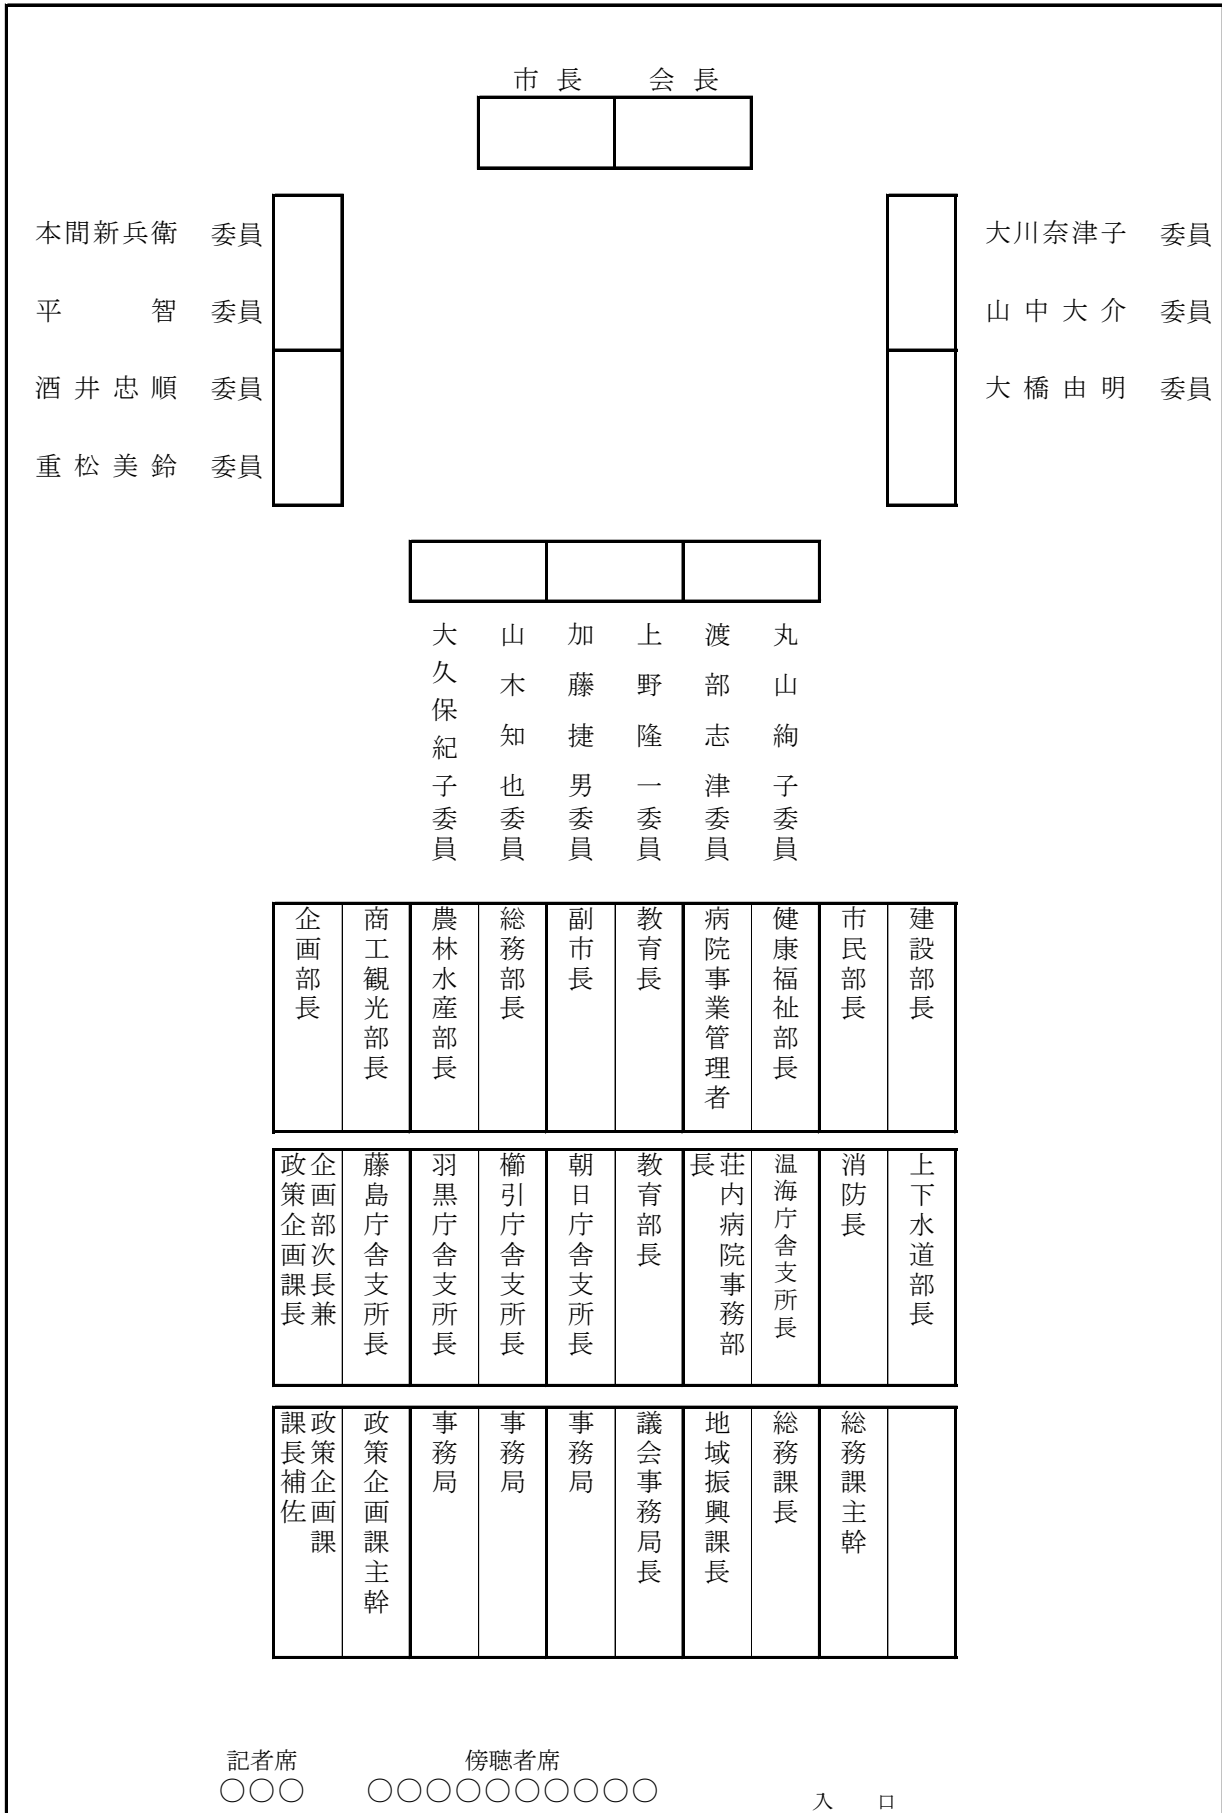 市長　会長
本間新兵衛　委員
平智　委員
酒井忠順　委員
重松美鈴　委員
大川奈津子　委員
山中大介　委員
大橋由明　委員
大久保紀子委員
山木知也委員
加藤捷男委員
上野隆一委員
渡部志津委員
丸山絢子委員
企画部長
商工観光部長
農林水産部長
総務部長
副市長
教育長
病院事業管理者
健康福祉部長
市民部長
建設部長
企画部次長兼
政策企画課長
藤島庁舎支所長
羽黒庁舎支所長
櫛引庁舎支所長
朝日庁舎支所長
教育部長
荘内病院事務部
長
温海庁舎支所長
消防長
上下水道部長
政策企画課
課長補佐
政策企画課主幹
事務局
事務局
事務局
議会事務局長
地域振興課長
総務課長
総務課主幹
記者席　傍聴者席
○○○　○○○○○○○○○○
入　口